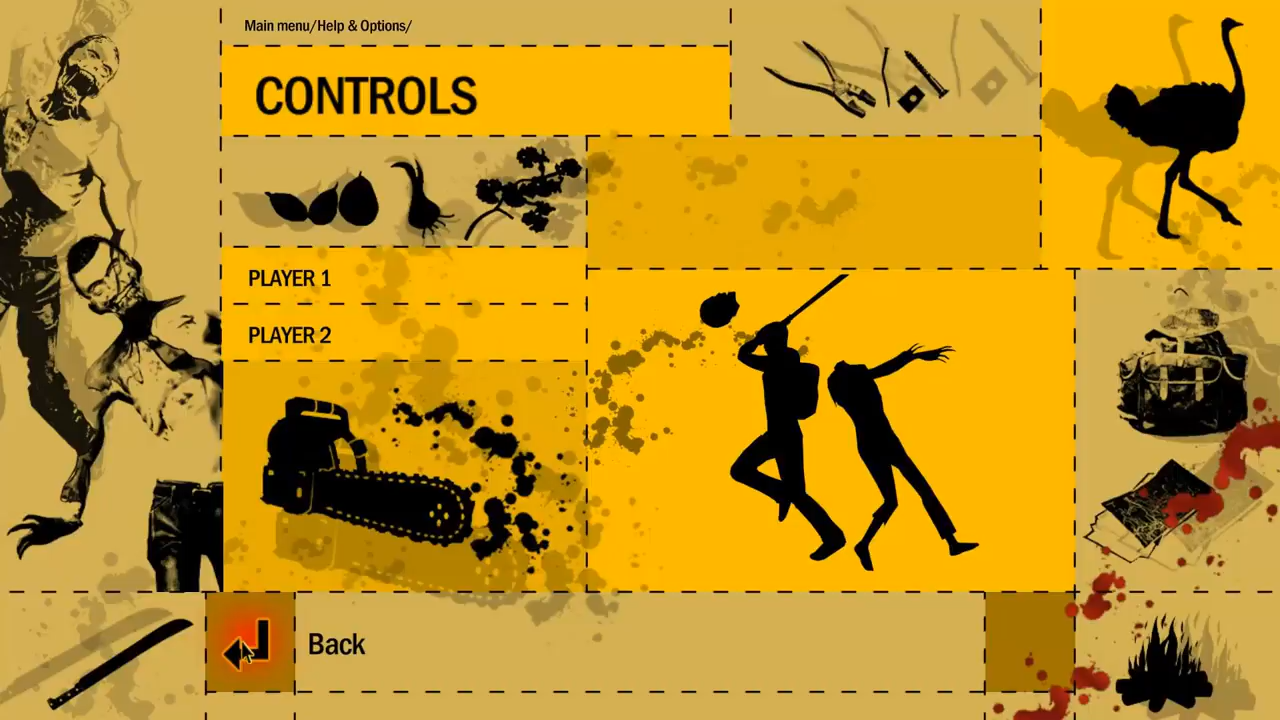 Main menu/Help & Options/
CONTROLS
PLAYER 1
PLAYER 2
Back